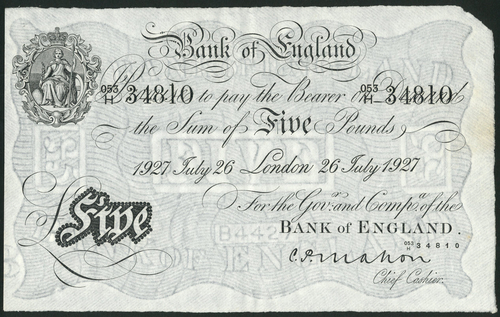 Bank of England
053/H 34810 to pay the Bearer 053/H 34810
the Sum of Five Pounds
1927 July 26 London 26 July 1927
For the Govr. and Compa. of the
BANK OF ENGLAND.
053/H 34810
Five
C.P. Mahon
Chief Cashier.